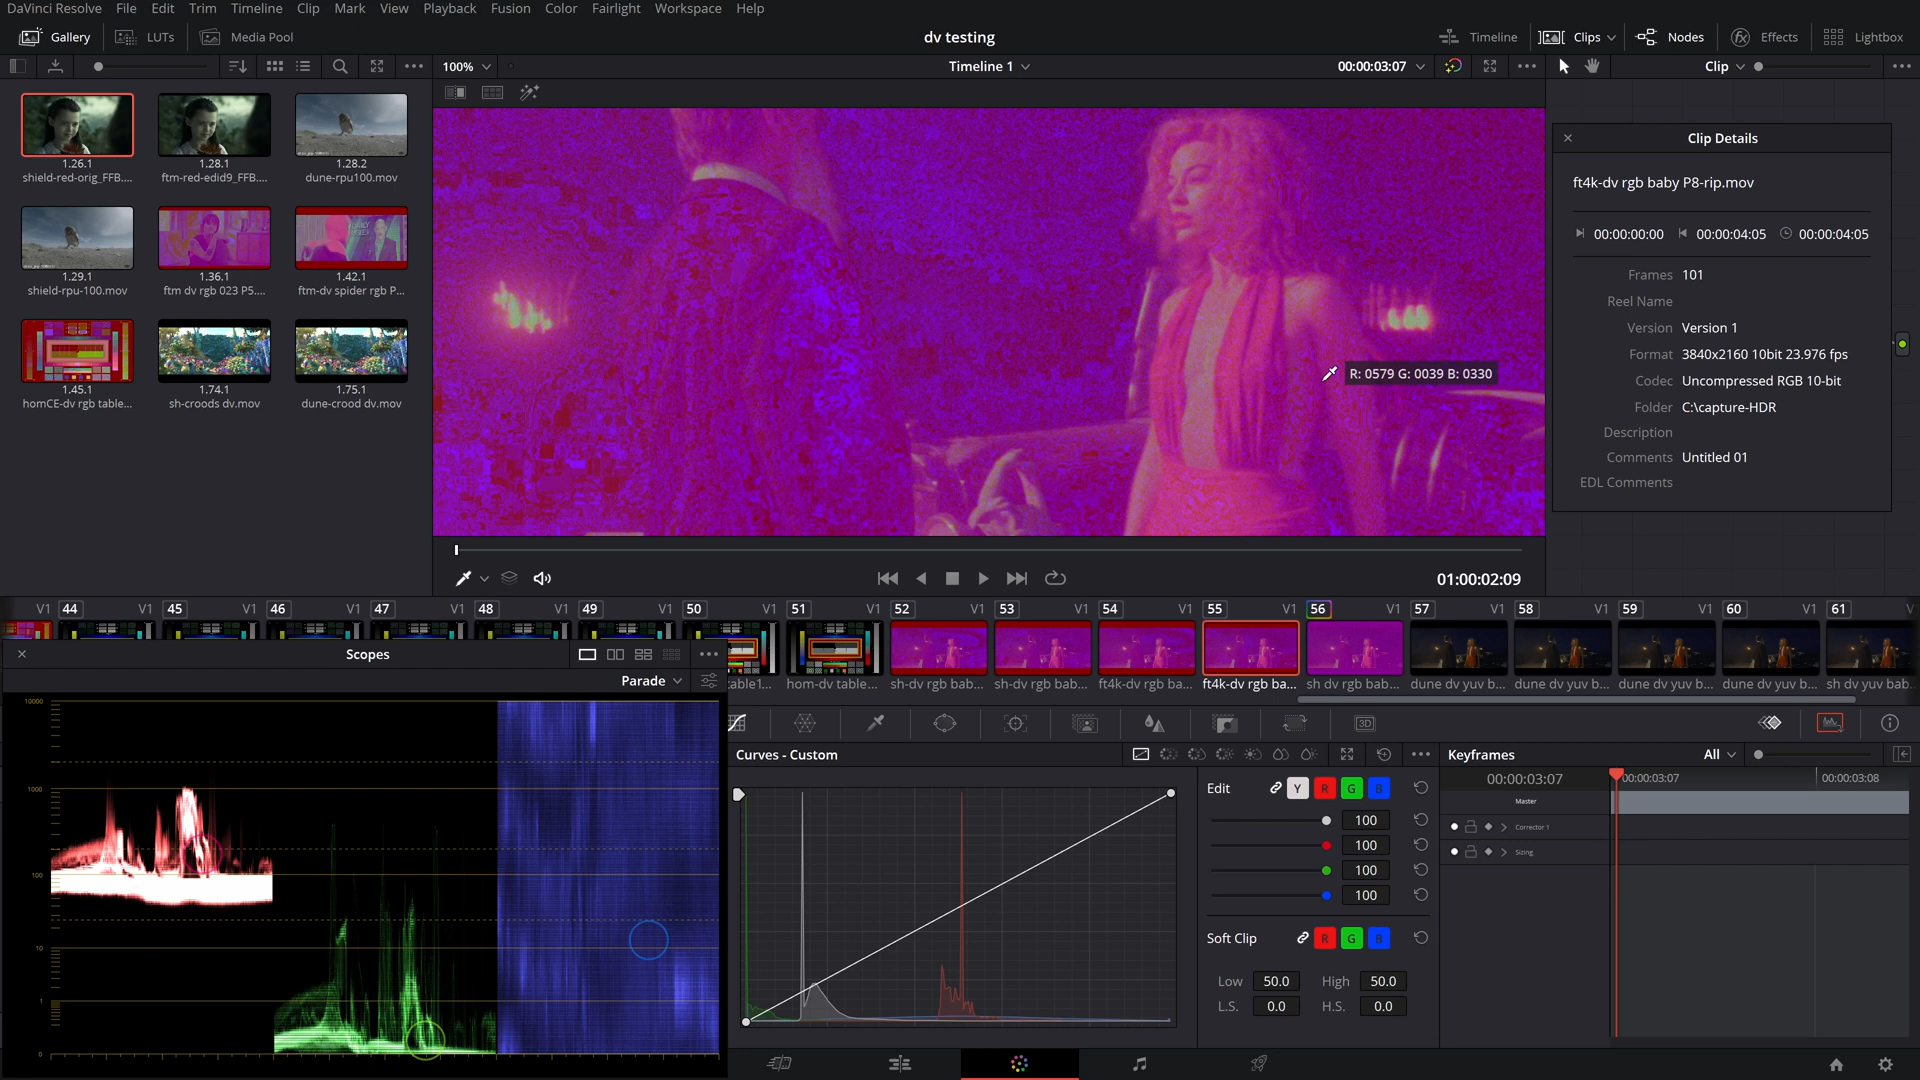 DaVinci Resolve File Edit Trim Timeline Clip Mark View Playback Fusion Color Fairlight Workspace Help
Gallery LUTs Media Pool
dv testing
Timeline Clips Nodes Effects Lightbox
100%
Timeline 1
00:00:03:07
Clip
1.26.1 1.28.1 1.28.2
shield-red-orig_FFB.... ftm-red-edid9_FFB.... dune-rpu100.mov
1.29.1 1.36.1 1.42.1
shield-rpu-100.mov ftm dv rgb 023 P5.... ftm-dv spider rgb P...
1.45.1 1.74.1 1.75.1
homCE-dv rgb table... sh-croods dv.mov dune-crood dv.mov
R: 0579 G: 0039 B: 0330
Clip Details
ft4k-dv rgb baby P8-rip.mov
00:00:00:00 00:00:04:05 00:00:04:05
Frames 101
Reel Name
Version Version 1
Format 3840x2160 10bit 23.976 fps
Codec Uncompressed RGB 10-bit
Folder C:\capture-HDR
Description
Comments Untitled 01
EDL Comments
01:00:02:09
V1 44 V1 45 V1 46 V1 47 V1 48 V1 49 V1 50 V1 51 V1 52 V1 53 V1 54 V1 55 V1 56 V1 57 V1 58 V1 59 V1 60 V1 61 V1
able1... hom-dv table... sh-dv rgb bab... sh-dv rgb bab... ft4k-dv rgb ba... ft4k-dv rgb ba... sh dv rgb bab... dune dv yuv b... dune dv yuv b... dune dv yuv b... dune dv yuv b... sh dv yuv bab...
Scopes
Parade
10000
1000
100
10
1
0
3D
Curves - Custom
Edit Y R G B
100
100
100
100
Soft Clip R G B
Low 50.0 High 50.0
L.S. 0.0 H.S. 0.0
Keyframes All
00:00:03:07 00:00:03:07 00:00:03:08
Master
Corrector 1
Sizing